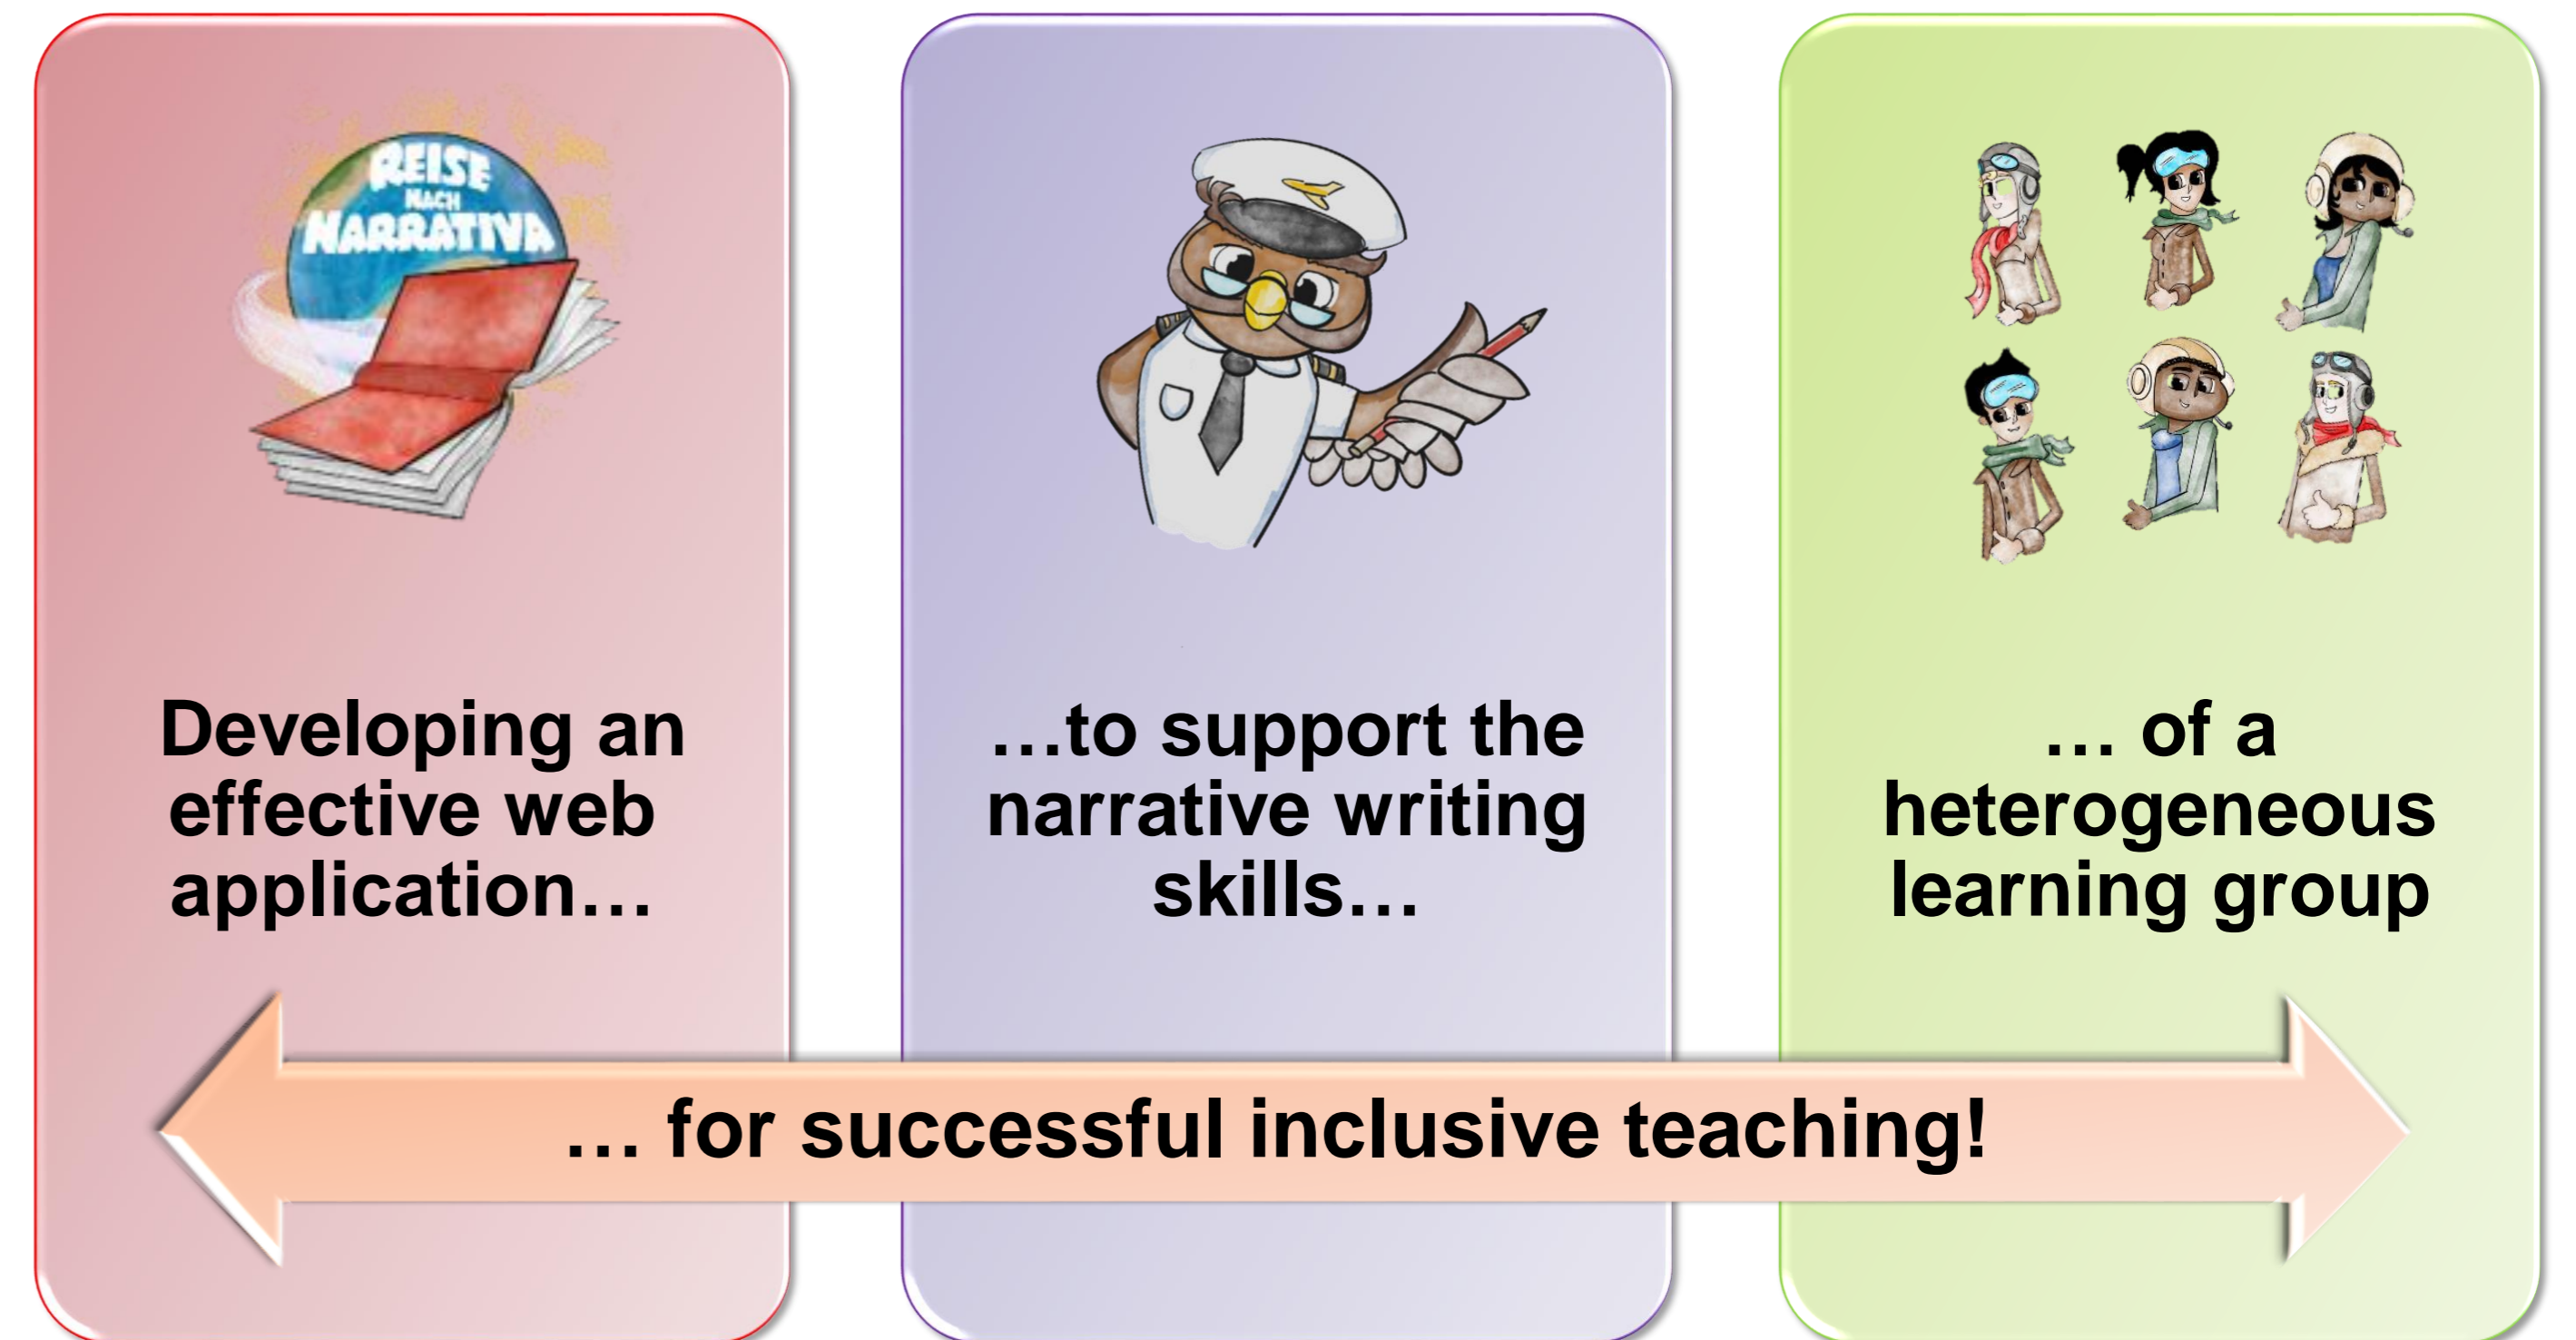 REISE
NACH
NARRATIVA
Developing an
effective web
application…
…to support the
narrative writing
skills…
… of a
heterogeneous
learning group
… for successful inclusive teaching!